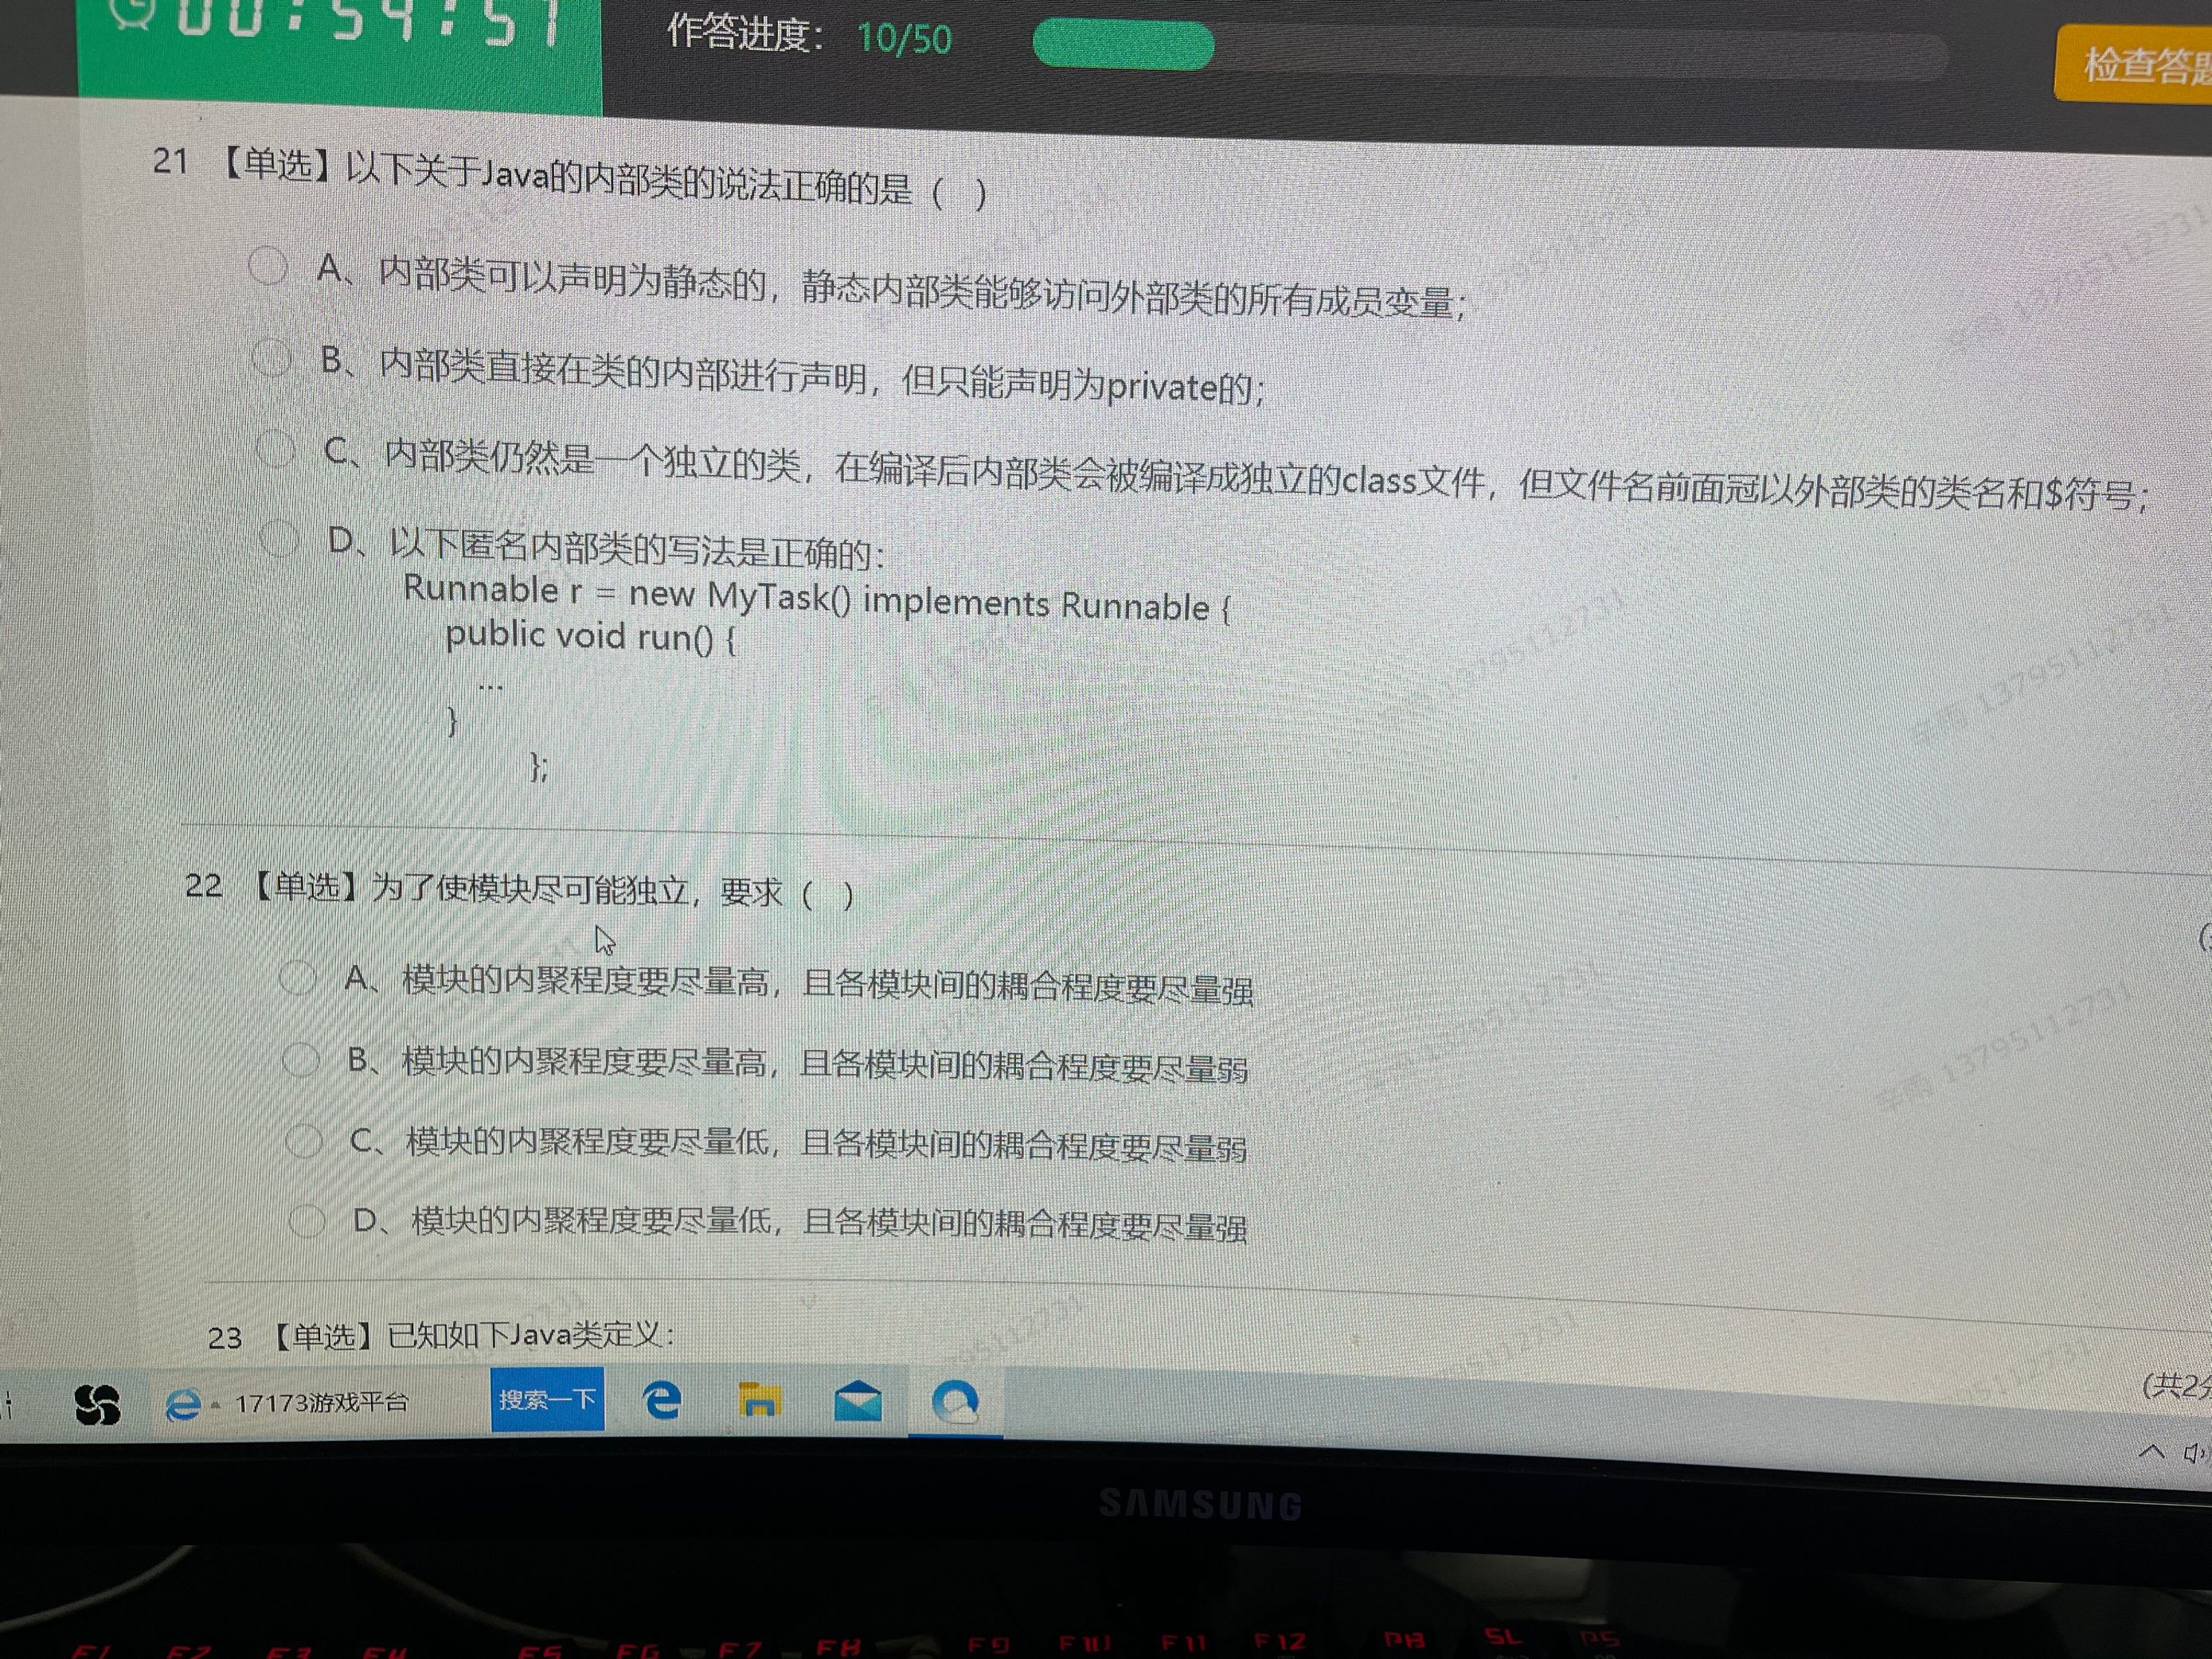 00:59:51
作答进度： 10/50
检查答题
21 【单选】以下关于Java的内部类的说法正确的是（ ）
A、内部类可以声明为静态的，静态内部类能够访问外部类的所有成员变量；
B、内部类直接在类的内部进行声明，但只能声明为private的；
C、内部类仍然是一个独立的类，在编译后内部类会被编译成独立的class文件，但文件名前面冠以外部类的类名和$符号；
D、以下匿名内部类的写法是正确的：
Runnable r = new MyTask() implements Runnable {
public void run() {
...
}
};
22 【单选】为了使模块尽可能独立，要求（ ）
A、模块的内聚程度要尽量高，且各模块间的耦合程度要尽量强
B、模块的内聚程度要尽量高，且各模块间的耦合程度要尽量弱
C、模块的内聚程度要尽量低，且各模块间的耦合程度要尽量弱
D、模块的内聚程度要尽量低，且各模块间的耦合程度要尽量强
23 【单选】已知如下Java类定义：
(共2分
17173游戏平台
搜索一下
SAMSUNG
F1 F2 F3 F4 F5 F6 F7 F8 F9 F10 F11 F12 SL PS
13795112731